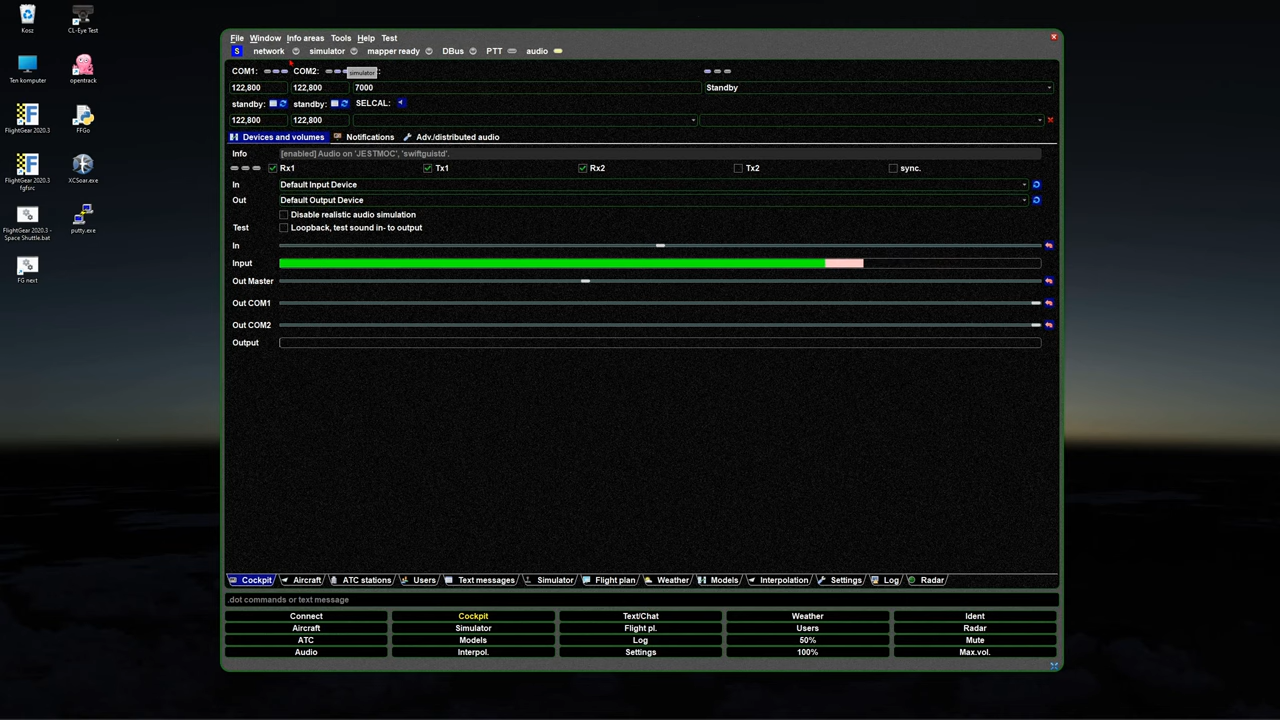 Kosz
CL-Eye Test
Ten komputer
opentrack
FlightGear 2020.3
FFGo
FlightGear 2020.3
fgfsrc
XCSoar.exe
FlightGear 2020.3 -
Space Shuttle.bat
putty.exe
FG next
File Window Info areas Tools Help Test
S network simulator mapper ready DBus PTT audio
COM1: COM2: simulator :
122,800 122,800 7000 Standby
standby: standby: SELCAL:
122,800 122,800
Devices and volumes Notifications Adv./distributed audio
Info [enabled] Audio on 'JESTMOC', 'swiftguistd'.
Rx1 Tx1 Rx2 Tx2 sync.
In Default Input Device
Out Default Output Device
Disable realistic audio simulation
Test Loopback, test sound in- to output
In
Input
Out Master
Out COM1
Out COM2
Output
Cockpit Aircraft ATC stations Users Text messages Simulator Flight plan Weather Models Interpolation Settings Log Radar
.dot commands or text message
Connect Cockpit Text/Chat Weather Ident
Aircraft Simulator Flight pl. Users Radar
ATC Models Log 50% Mute
Audio Interpol. Settings 100% Max.vol.